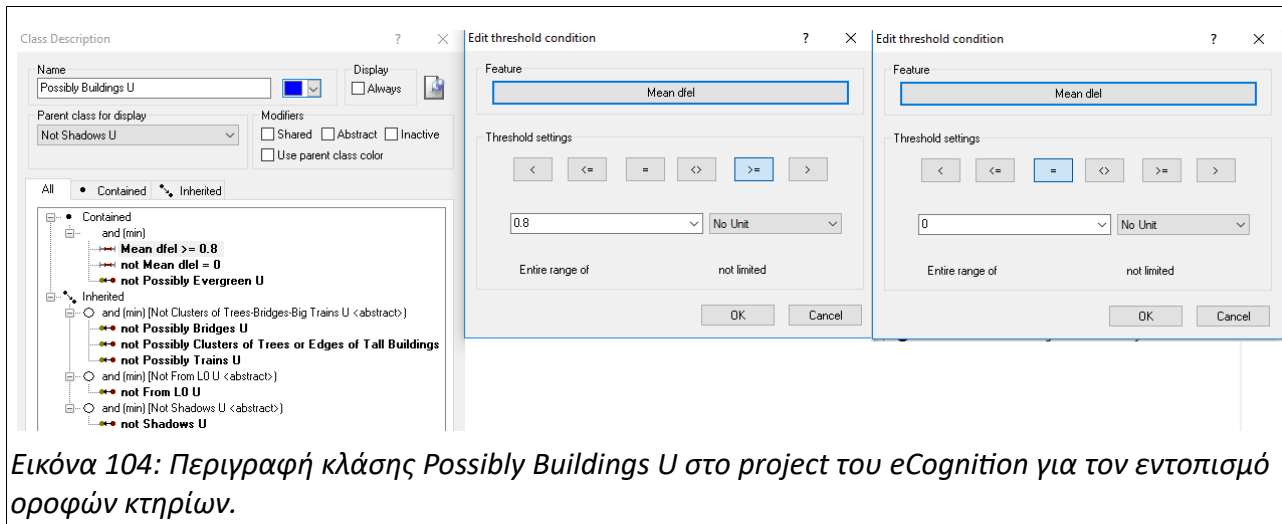 Class Description ? ×
Name
Possibly Buildings U
Display
Always
Parent class for display
Not Shadows U
Modifiers
Shared Abstract Inactive
Use parent class color
All Contained Inherited
Contained
and (min)
Mean dfel >= 0.8
not Mean dlel = 0
not Possibly Evergreen U
Inherited
and (min) [Not Clusters of Trees-Bridges-Big Trains U <abstract>]
not Possibly Bridges U
not Possibly Clusters of Trees or Edges of Tall Buildings
not Possibly Trains U
and (min) [Not From L0 U <abstract>]
not From L0 U
and (min) [Not Shadows U <abstract>]
not Shadows U
Edit threshold condition ? ×
Feature
Mean dfel
Threshold settings
< <= = <> >= >
0.8 No Unit
Entire range of not limited
OK Cancel
Edit threshold condition ? ×
Feature
Mean dlel
Threshold settings
< <= = <> >= >
0 No Unit
Entire range of not limited
OK Cancel
Εικόνα 104: Περιγραφή κλάσης Possibly Buildings U στο project του eCognition για τον εντοπισμό
οροφών κτηρίων.